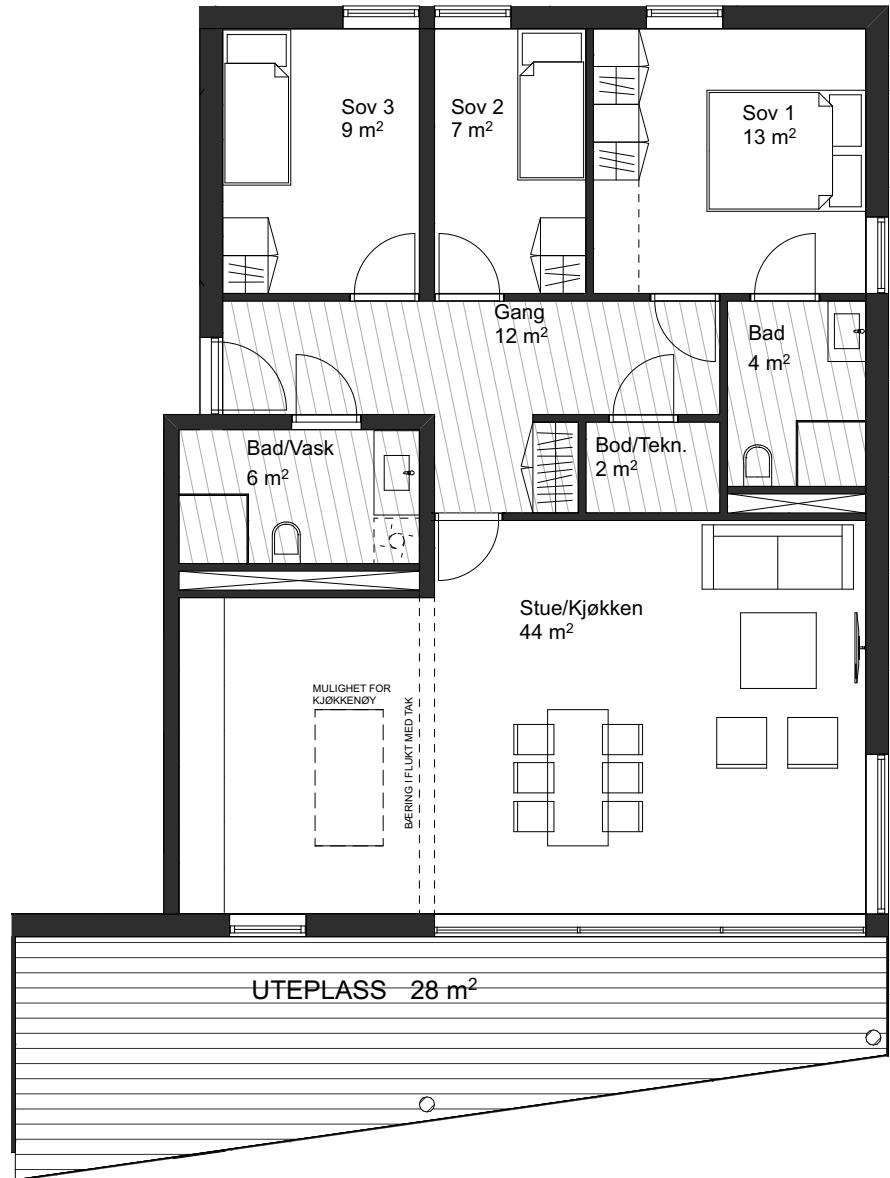 Sov 3
9 m²
Sov 2
7 m²
Sov 1
13 m²
Gang
12 m²
Bad
4 m²
Bad/Vask
6 m²
Bod/Tekn.
2 m²
Stue/Kjøkken
44 m²
MULIGHET FOR
KJØKKENØY
BÆRING I FLUKT MED TAK
UTEPLASS 28 m²